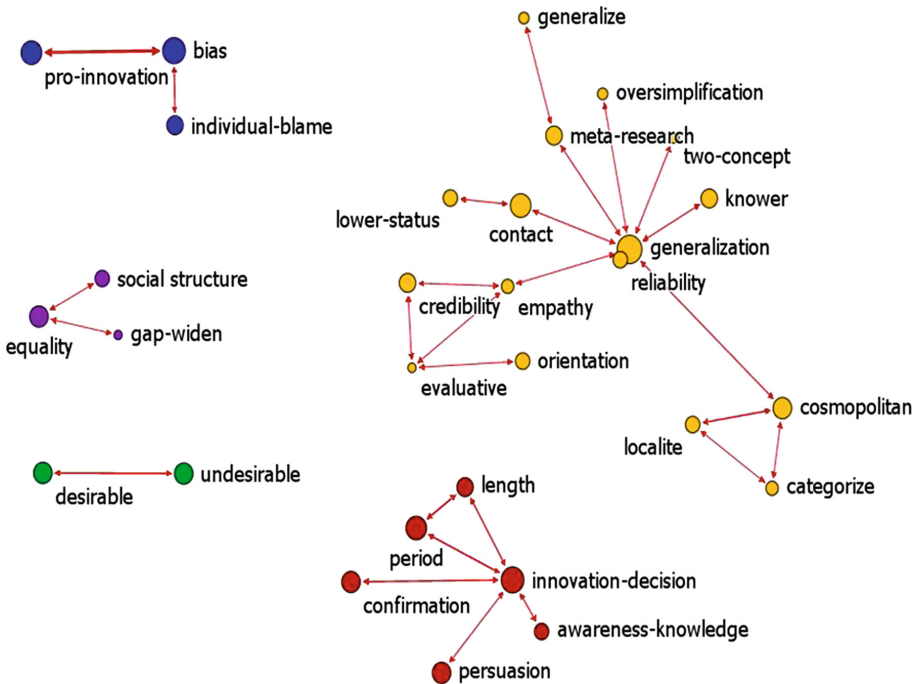 generalize
bias
pro-innovation
oversimplification
individual-blame
meta-research
two-concept
knower
lower-status
contact
generalization
social structure
reliability
credibility
empathy
gap-widen
equality
orientation
evaluative
cosmopolitan
localite
undesirable
desirable
length
categorize
period
innovation-decision
confirmation
awareness-knowledge
persuasion